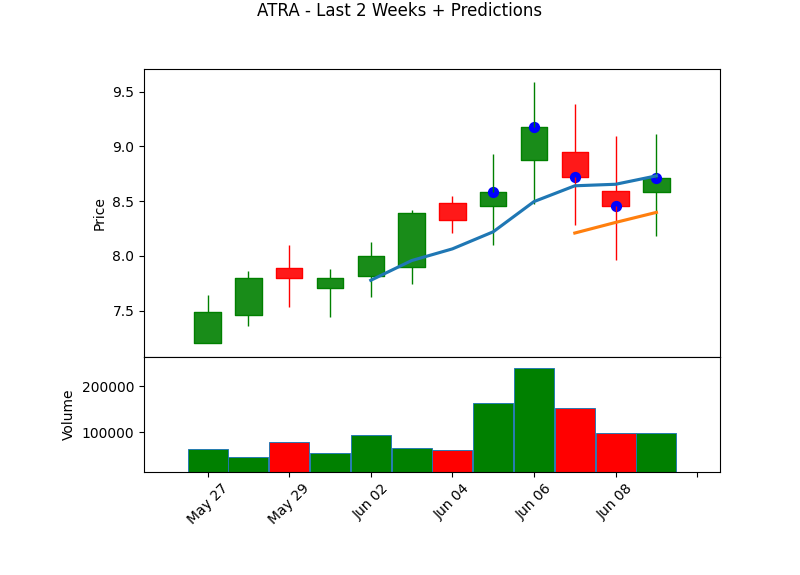 ATRA - Last 2 Weeks + Predictions
9.5
9.0
8.5
8.0
7.5
Price
200000
100000
Volume
May 27
May 29
Jun 02
Jun 04
Jun 06
Jun 08